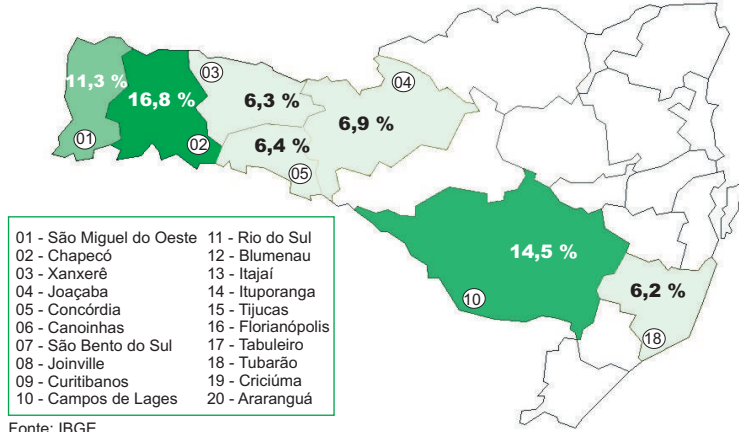 11,3 %
16,8 %
03
6,3 %
04
6,9 %
01
02
6,4 %
05
14,5 %
10
6,2 %
18
01 - São Miguel do Oeste
02 - Chapecó
03 - Xanxerê
04 - Joaçaba
05 - Concórdia
06 - Canoinhas
07 - São Bento do Sul
08 - Joinville
09 - Curitibanos
10 - Campos de Lages
11 - Rio do Sul
12 - Blumenau
13 - Itajaí
14 - Ituporanga
15 - Tijucas
16 - Florianópolis
17 - Tabuleiro
18 - Tubarão
19 - Criciúma
20 - Araranguá
Fonte: IBGE